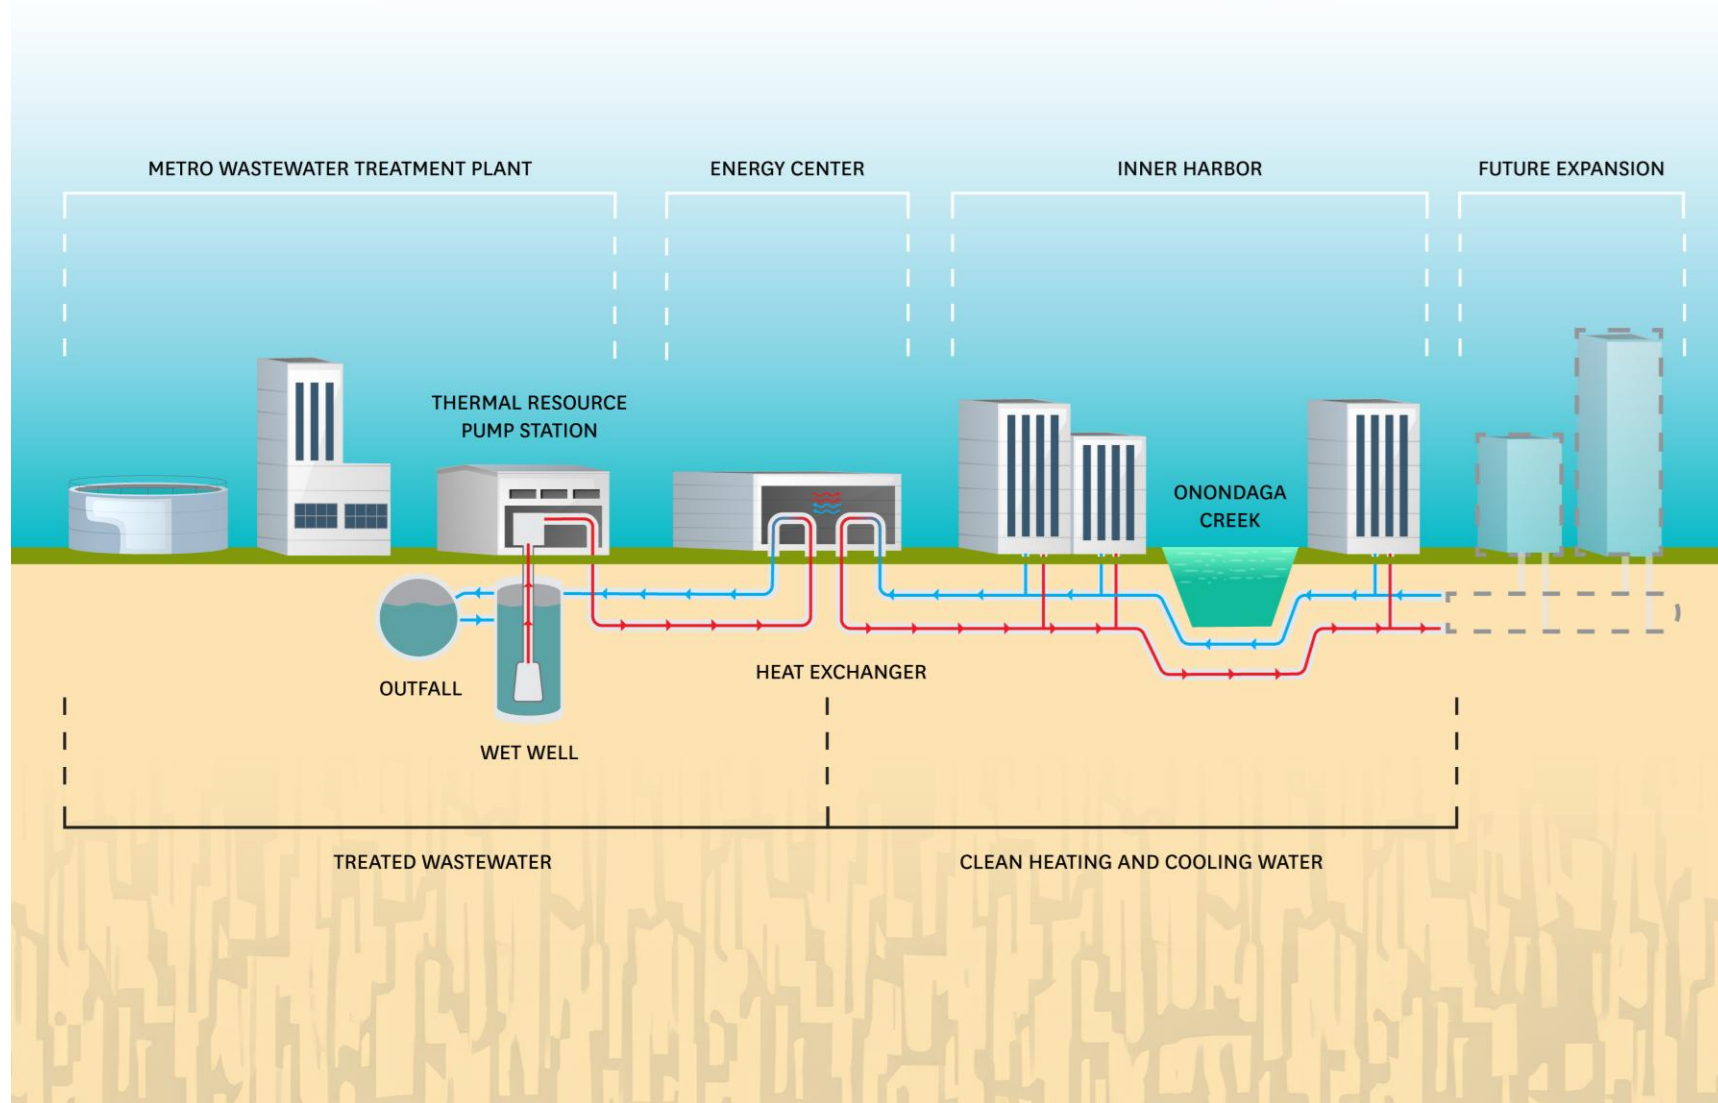 METRO WASTEWATER TREATMENT PLANT
ENERGY CENTER
INNER HARBOR
FUTURE EXPANSION
THERMAL RESOURCE
PUMP STATION
ONONDAGA
CREEK
OUTFALL
HEAT EXCHANGER
WET WELL
TREATED WASTEWATER
CLEAN HEATING AND COOLING WATER